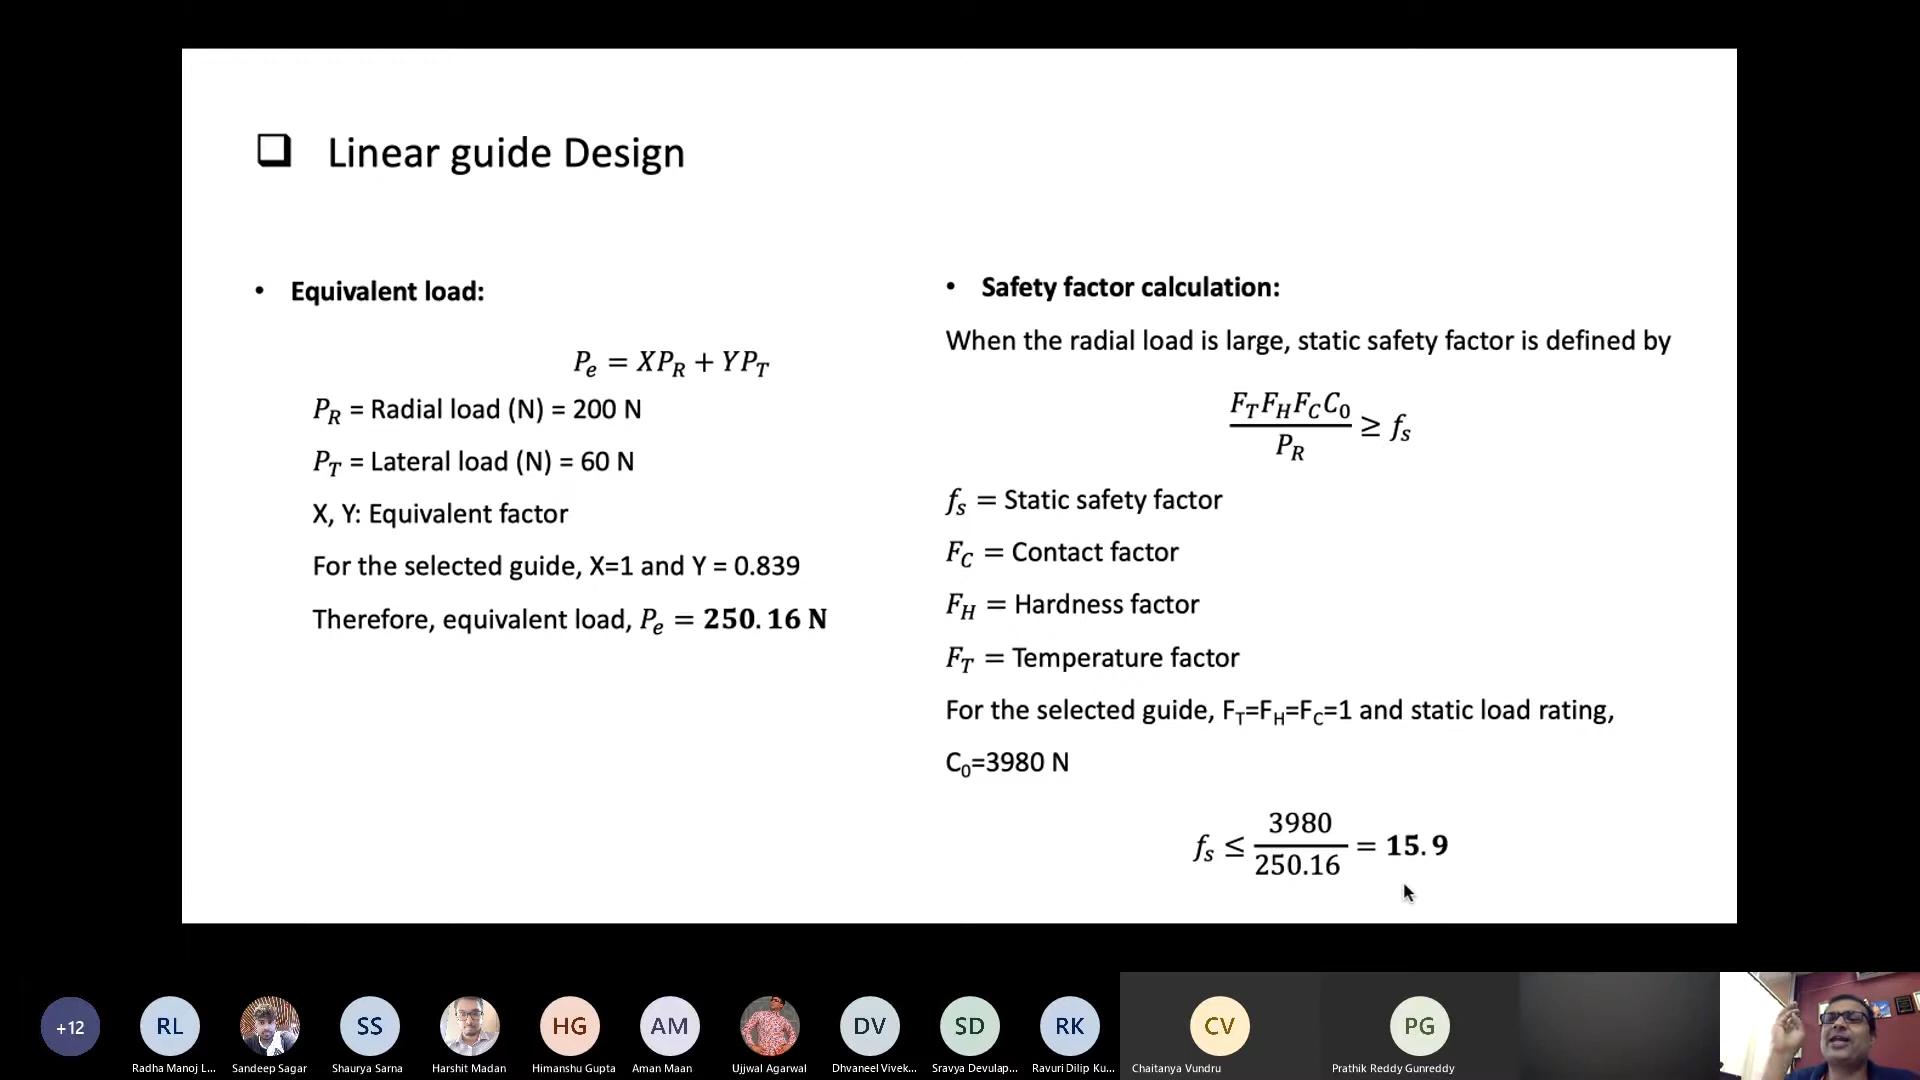 ❑ Linear guide Design
• Equivalent load:
P_e = XP_R + YP_T
P_R = Radial load (N) = 200 N
P_T = Lateral load (N) = 60 N
X, Y: Equivalent factor
For the selected guide, X=1 and Y = 0.839
Therefore, equivalent load, P_e = 250.16 N
• Safety factor calculation:
When the radial load is large, static safety factor is defined by
F_T F_H F_C C_0 / P_R ≥ f_s
f_s = Static safety factor
F_C = Contact factor
F_H = Hardness factor
F_T = Temperature factor
For the selected guide, F_T=F_H=F_C=1 and static load rating,
C_0=3980 N
f_s ≤ 3980 / 250.16 = 15.9
+12
RL
SS
HG
AM
DV
SD
RK
CV
PG
Radha Manoj L...
Sandeep Sagar
Shaurya Sarna
Harshit Madan
Himanshu Gupta
Aman Maan
Ujjwal Agarwal
Dhvaneel Vivek...
Sravya Devulap...
Ravuri Dilip Ku...
Chaitanya Vundru
Prathik Reddy Gunreddy